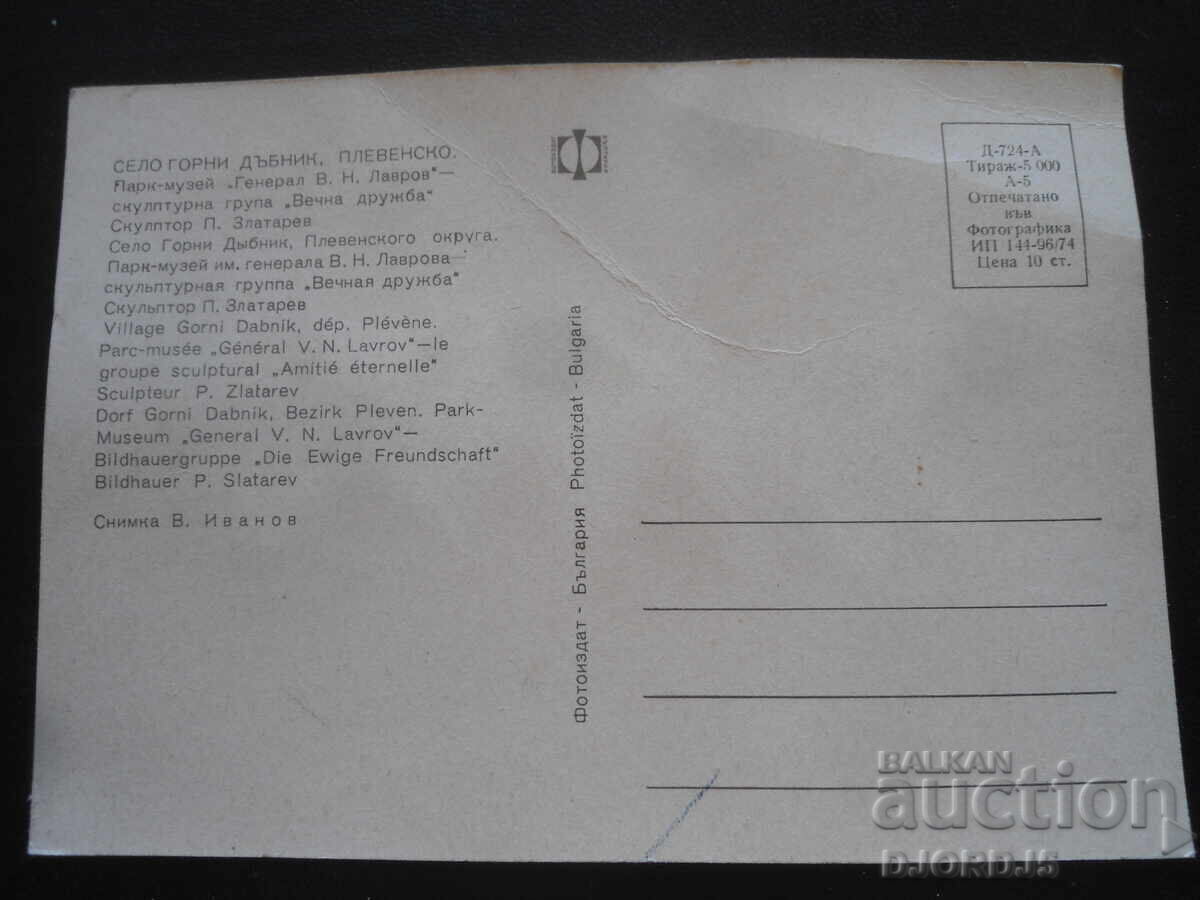 СЕЛО ГОРНИ ДЪБНИК, ПЛЕВЕНСКО.
Парк-музей „Генерал В. Н. Лавров“—
скулптурна група „Вечна дружба“
Скулптор П. Златарев
Село Горни Дыбник, Плевенского округа.
Парк-музей им. генерала В. Н. Лаврова—
скульптурная группа „Вечная дружба“
Скульптор П. Златарев
Village Gorni Dabnik, dép. Plévène.
Parc-musée „Général V. N. Lavrov“—le
groupe sculptural „Amitié éternelle“
Sculpteur P. Zlatarev
Dorf Gorni Dabnik, Bezirk Pleven. Park-
Museum „General V. N. Lavrov“—
Bildhauergruppe „Die Ewige Freundschaft“
Bildhauer P. Slatarev
Снимка В. Иванов
Фотоиздат - България Photoïzdat - Bulgaria
Д-724-А
Тираж-5 000
А-5
Отпечатано
във
Фотографика
ИП 144-96/74
Цена 10 ст.
BALKAN
auction
DJORDJ5